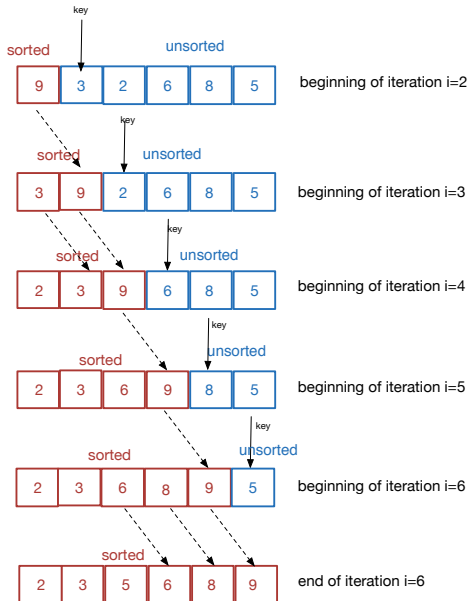 key
sorted
unsorted
9 3 2 6 8 5
beginning of iteration i=2
key
sorted
unsorted
3 9 2 6 8 5
beginning of iteration i=3
key
sorted
unsorted
2 3 9 6 8 5
beginning of iteration i=4
key
sorted
unsorted
2 3 6 9 8 5
beginning of iteration i=5
key
sorted
unsorted
2 3 6 8 9 5
beginning of iteration i=6
sorted
2 3 5 6 8 9
end of iteration i=6